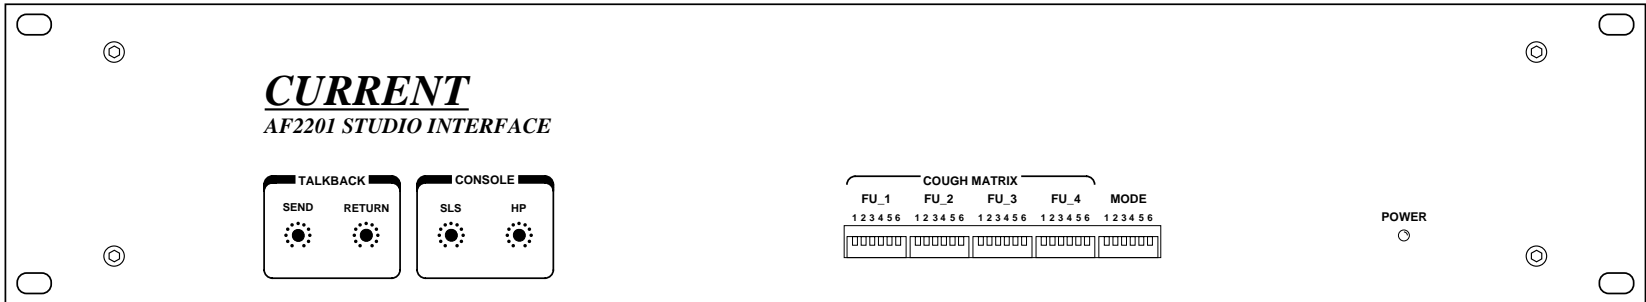 CURRENT
AF2201 STUDIO INTERFACE
TALKBACK CONSOLE
SEND RETURN SLS HP
COUGH MATRIX
FU_1 FU_2 FU_3 FU_4 MODE
1 2 3 4 5 6 1 2 3 4 5 6 1 2 3 4 5 6 1 2 3 4 5 6 1 2 3 4 5 6
POWER